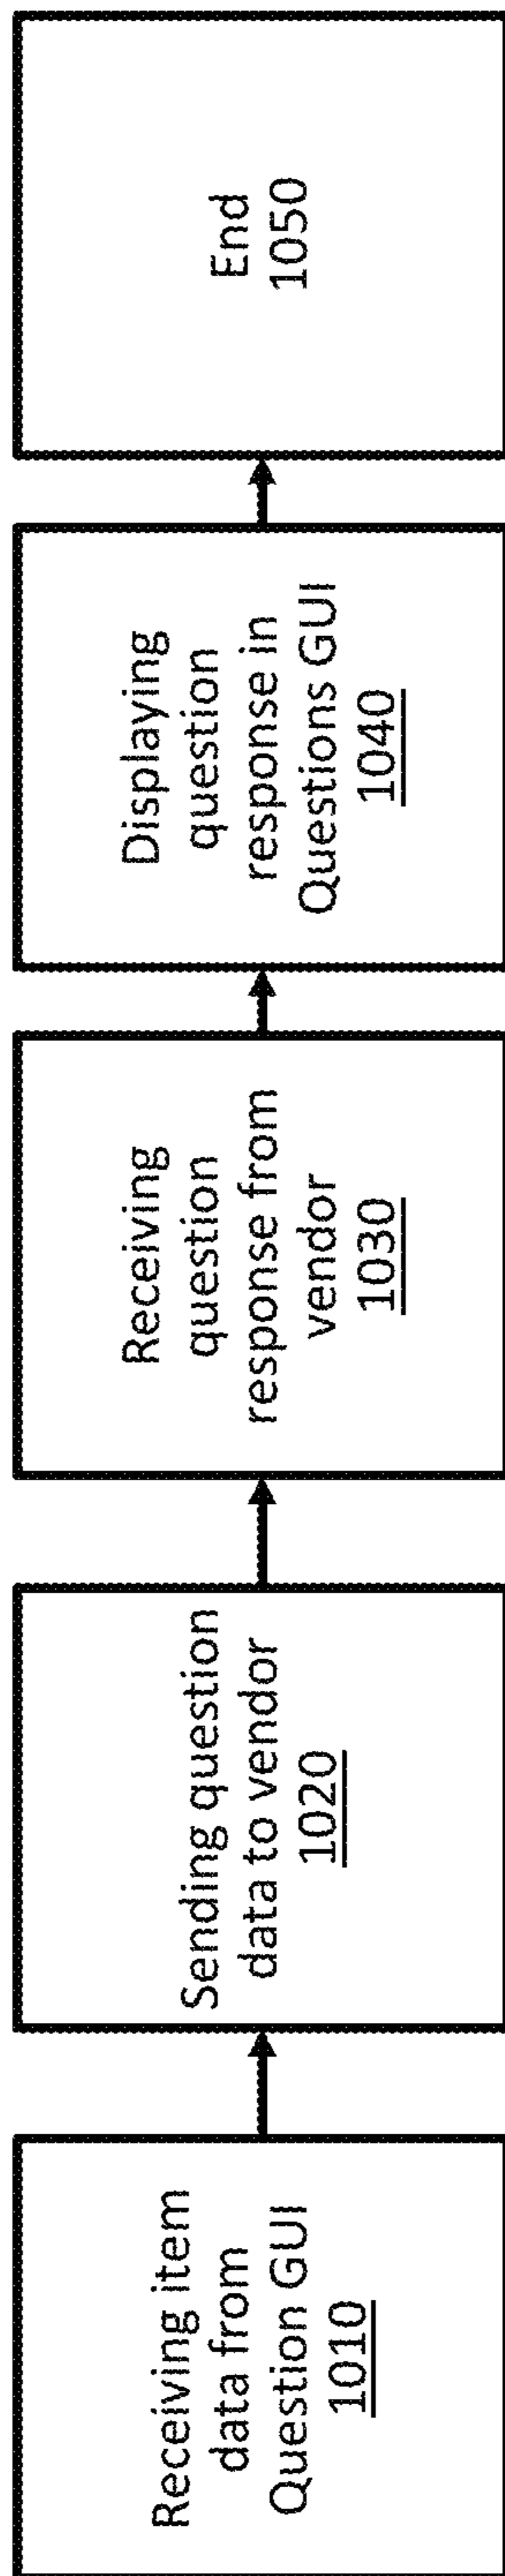 Receiving item
data from
Question GUI
1010
Sending question
data to vendor
1020
Receiving
question
response from
vendor
1030
Displaying
question
response in
Questions GUI
1040
End
1050